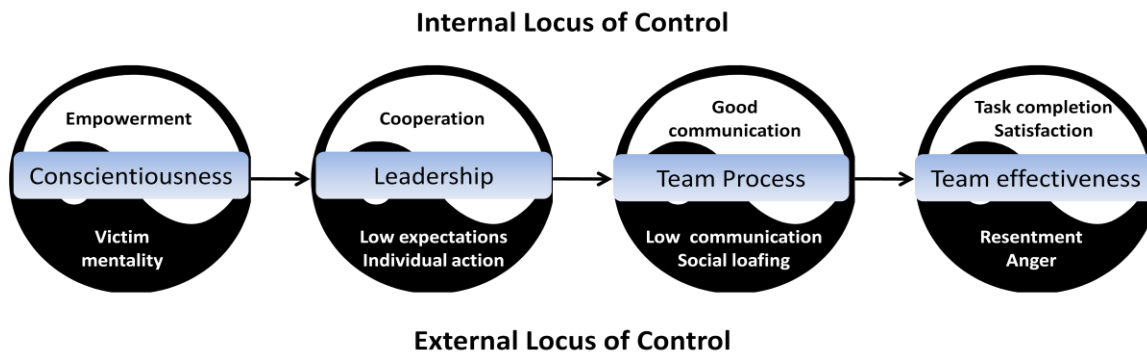 Internal Locus of Control
Empowerment
Conscientiousness
Victim
mentality
Cooperation
Leadership
Low expectations
Individual action
Good
communication
Team Process
Low communication
Social loafing
Task completion
Satisfaction
Team effectiveness
Resentment
Anger
External Locus of Control